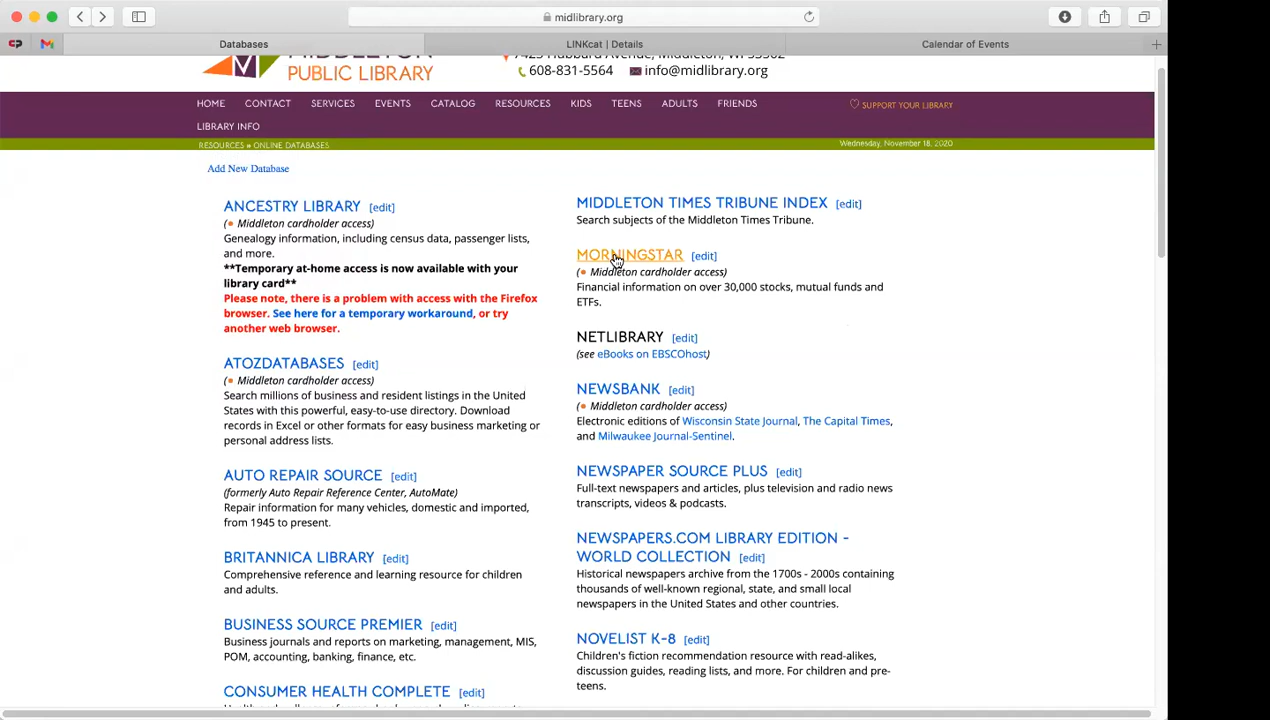 midlibrary.org
Databases
LINKcat | Details
Calendar of Events
MIDDLETON
PUBLIC LIBRARY
7425 Hubbard Avenue, Middleton, WI 53562
608-831-5564 info@midlibrary.org
HOME CONTACT SERVICES EVENTS CATALOG RESOURCES KIDS TEENS ADULTS FRIENDS
SUPPORT YOUR LIBRARY
LIBRARY INFO
RESOURCES » ONLINE DATABASES
Wednesday, November 18, 2020
Add New Database
ANCESTRY LIBRARY [edit]
(• Middleton cardholder access)
Genealogy information, including census data, passenger lists,
and more.
**Temporary at-home access is now available with your
library card**
Please note, there is a problem with access with the Firefox
browser. See here for a temporary workaround, or try
another web browser.
ATOZDATABASES [edit]
(• Middleton cardholder access)
Search millions of business and resident listings in the United
States with this powerful, easy-to-use directory. Download
records in Excel or other formats for easy business marketing or
personal address lists.
AUTO REPAIR SOURCE [edit]
(formerly Auto Repair Reference Center, AutoMate)
Repair information for many vehicles, domestic and imported,
from 1945 to present.
BRITANNICA LIBRARY [edit]
Comprehensive reference and learning resource for children
and adults.
BUSINESS SOURCE PREMIER [edit]
Business journals and reports on marketing, management, MIS,
POM, accounting, banking, finance, etc.
CONSUMER HEALTH COMPLETE [edit]
MIDDLETON TIMES TRIBUNE INDEX [edit]
Search subjects of the Middleton Times Tribune.
MORNINGSTAR [edit]
(• Middleton cardholder access)
Financial information on over 30,000 stocks, mutual funds and
ETFs.
NETLIBRARY [edit]
(see eBooks on EBSCOhost)
NEWSBANK [edit]
(• Middleton cardholder access)
Electronic editions of Wisconsin State Journal, The Capital Times,
and Milwaukee Journal-Sentinel.
NEWSPAPER SOURCE PLUS [edit]
Full-text newspapers and articles, plus television and radio news
transcripts, videos & podcasts.
NEWSPAPERS.COM LIBRARY EDITION -
WORLD COLLECTION [edit]
Historical newspapers archive from the 1700s - 2000s containing
thousands of well-known regional, state, and small local
newspapers in the United States and other countries.
NOVELIST K-8 [edit]
Children's fiction recommendation resource with read-alikes,
discussion guides, reading lists, and more. For children and pre-
teens.